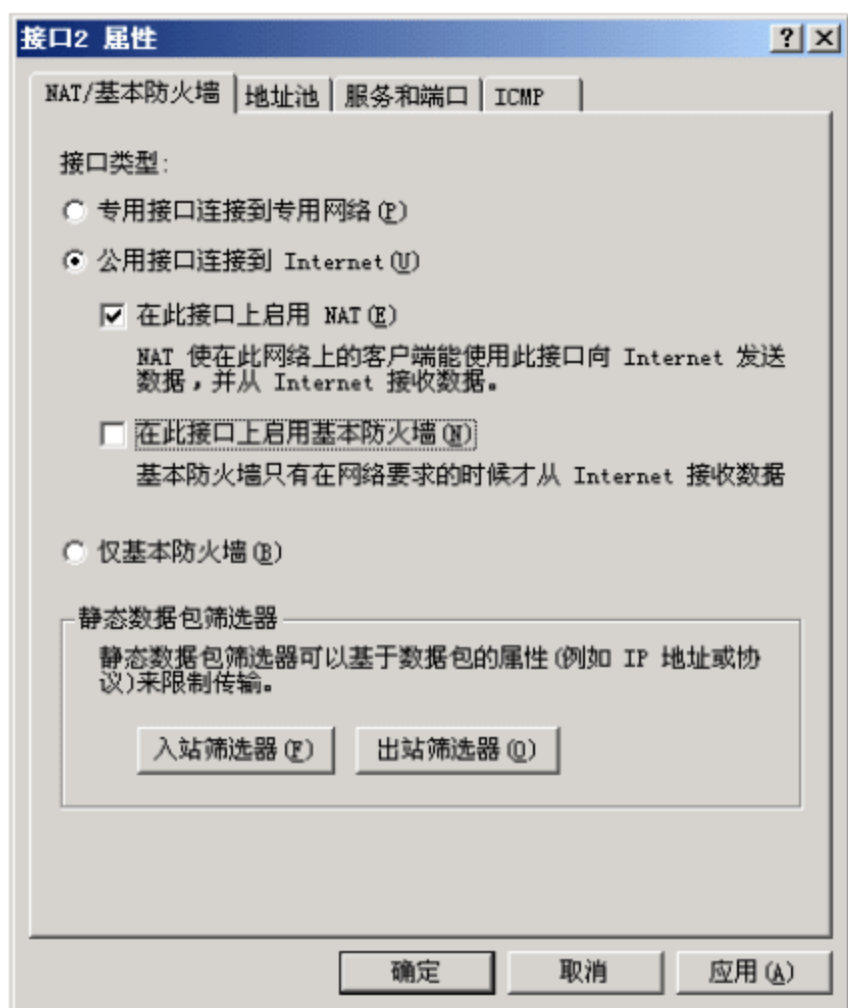 接口2 属性
NAT/基本防火墙 地址池 服务和端口 ICMP
接口类型:
专用接口连接到专用网络(P)
公用接口连接到 Internet(U)
在此接口上启用 NAT(E)
NAT 使在此网络上的客户端能使用此接口向 Internet 发送
数据，并从 Internet 接收数据。
在此接口上启用基本防火墙(N)
基本防火墙只有在网络要求的时候才从 Internet 接收数据
仅基本防火墙(B)
静态数据包筛选器
静态数据包筛选器可以基于数据包的属性(例如 IP 地址或协
议)来限制传输。
入站筛选器(F) 出站筛选器(O)
确定 取消 应用(A)